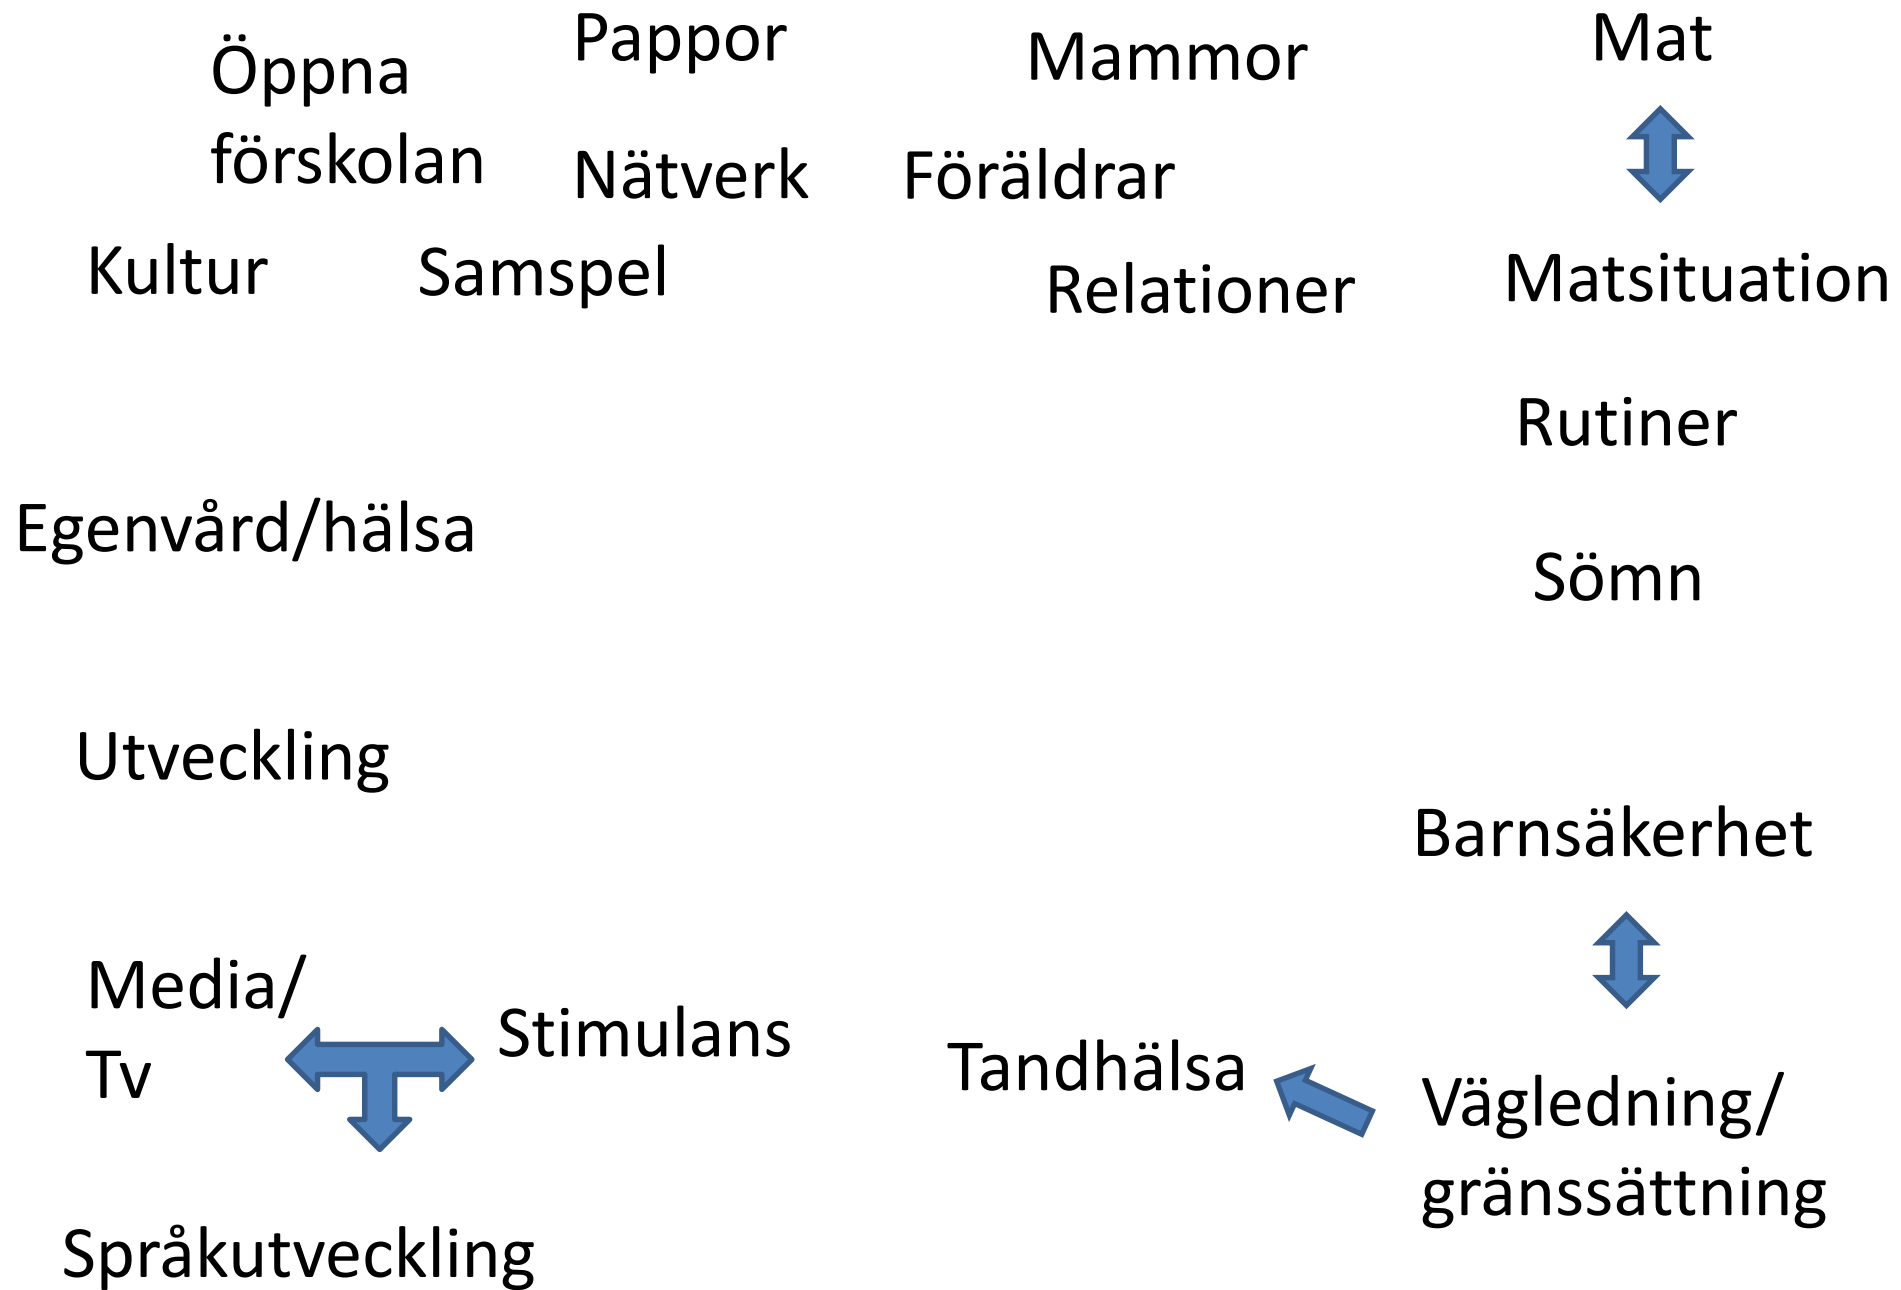 Öppna
förskolan
Pappor
Mammor
Mat
Nätverk
Föräldrar
Kultur
Samspel
Relationer
Matsituation
Rutiner
Egenvård/hälsa
Sömn
Utveckling
Barnsäkerhet
Media/
Tv
Stimulans
Tandhälsa
Vägledning/
gränssättning
Språkutveckling